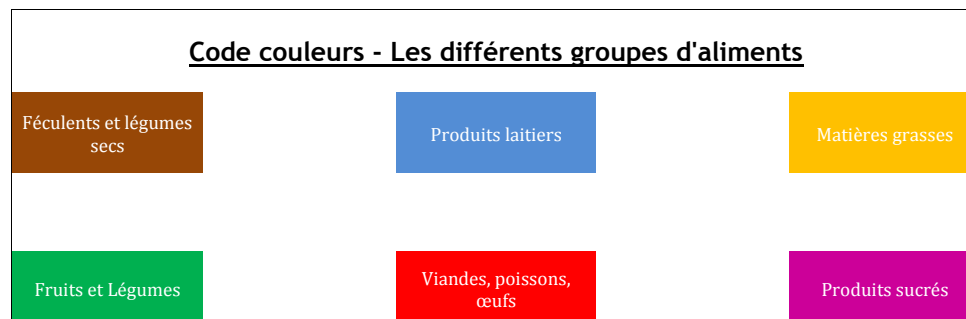 Code couleurs - Les différents groupes d'aliments
Féculents et légumes
secs
Produits laitiers
Matières grasses
Fruits et Légumes
Viandes, poissons,
œufs
Produits sucrés